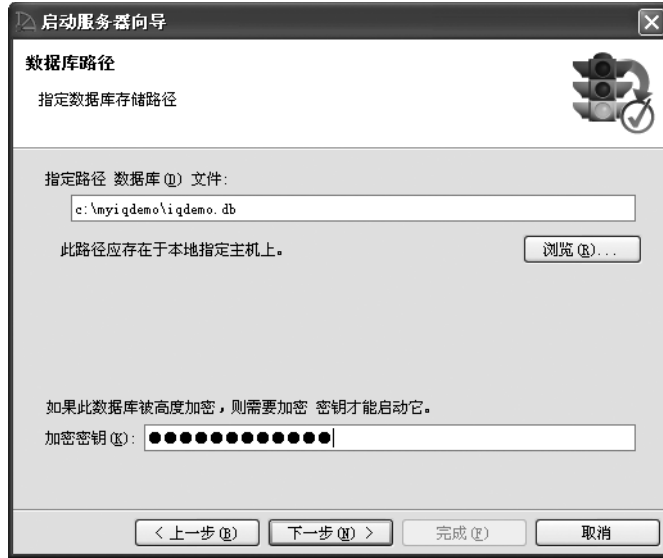 启动服务器向导
数据库路径
指定数据库存储路径
指定路径 数据库(D) 文件:
c:\myiqdemo\iqdemo.db
此路径应存在于本地指定主机上。
浏览(R)...
如果此数据库被高度加密，则需要加密 密钥才能启动它。
加密密钥(K): ●●●●●●●●●●●●
< 上一步(B)
下一步(N) >
完成(F)
取消